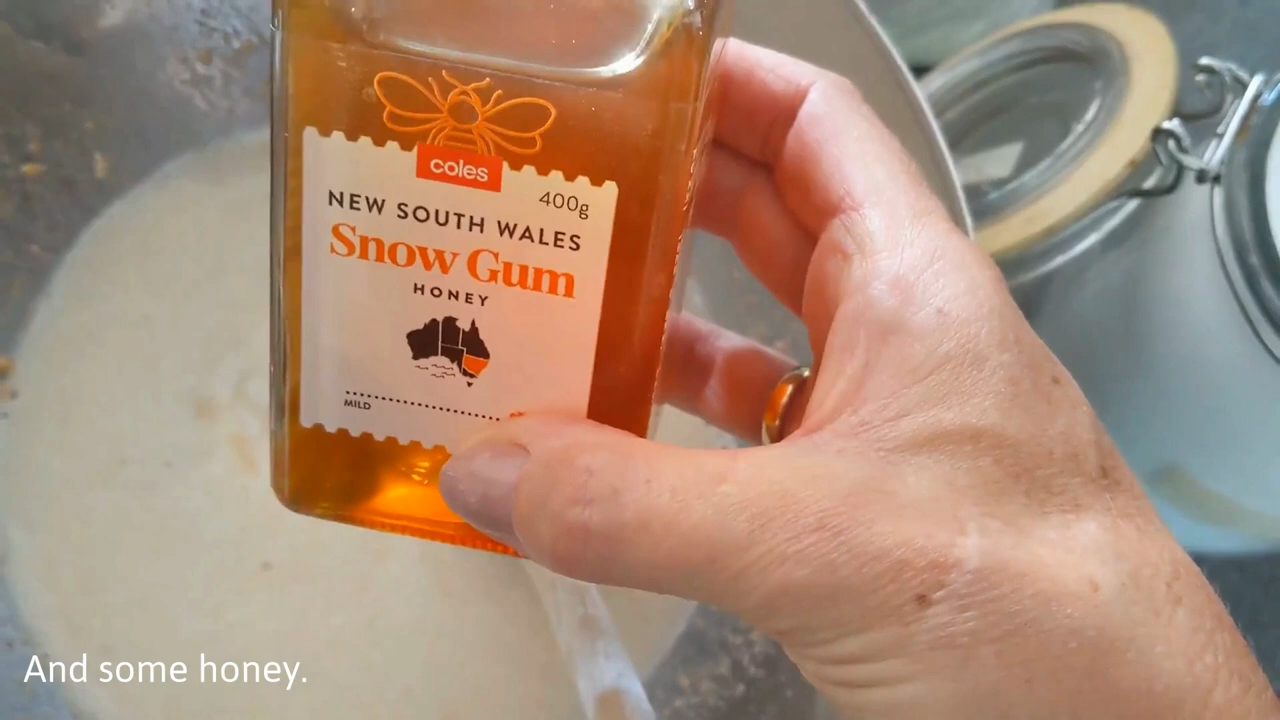 coles
400g
NEW SOUTH WALES
Snow Gum
HONEY
MILD
And some honey.